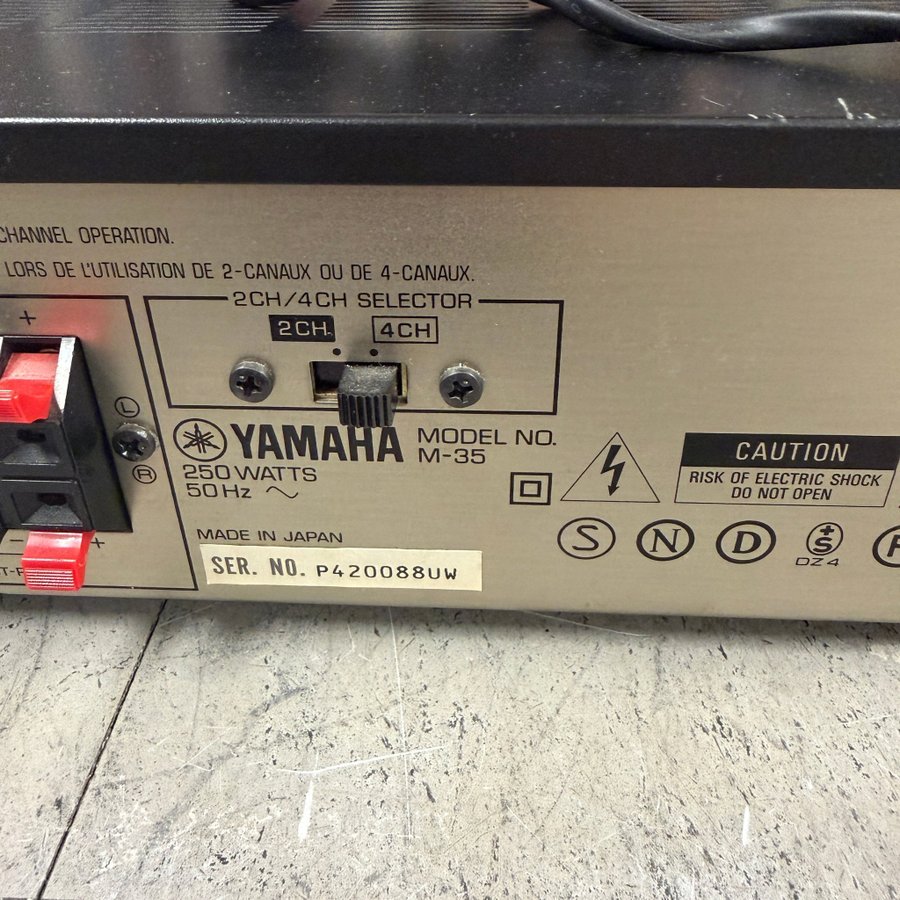 CHANNEL OPERATION.
LORS DE L'UTILISATION DE 2-CANAUX OU DE 4-CANAUX.
2CH/4CH SELECTOR
2CH 4CH
+
L
R
- +
YAMAHA MODEL NO.
M-35
250 WATTS
50Hz
MADE IN JAPAN
SER. NO. P420088UW
CAUTION
RISK OF ELECTRIC SHOCK
DO NOT OPEN
S N D +S
DZ4